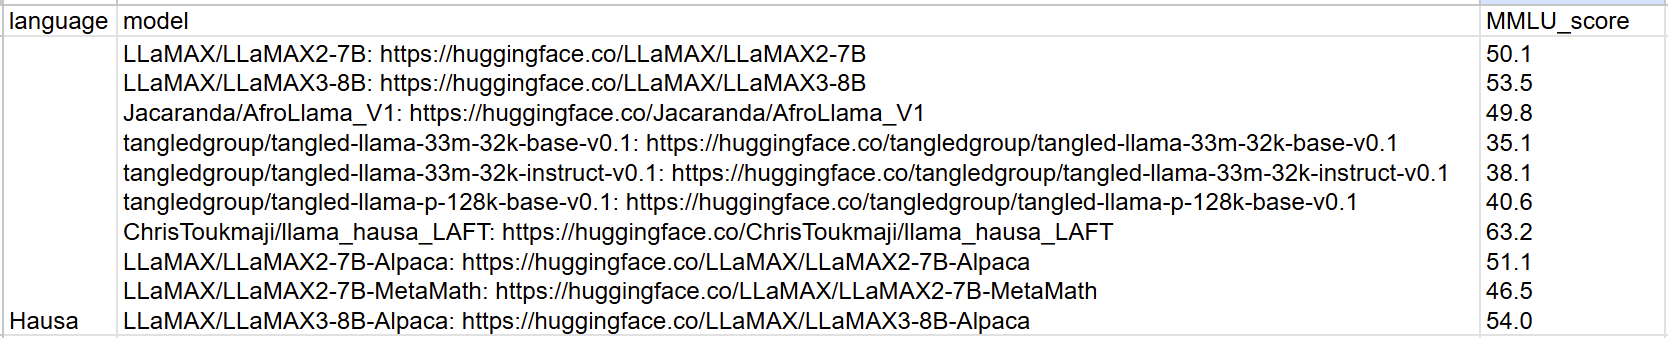 language model MMLU_score
LLaMAX/LLaMAX2-7B: https://huggingface.co/LLaMAX/LLaMAX2-7B 50.1
LLaMAX/LLaMAX3-8B: https://huggingface.co/LLaMAX/LLaMAX3-8B 53.5
Jacaranda/AfroLlama_V1: https://huggingface.co/Jacaranda/AfroLlama_V1 49.8
tangledgroup/tangled-llama-33m-32k-base-v0.1: https://huggingface.co/tangledgroup/tangled-llama-33m-32k-base-v0.1 35.1
tangledgroup/tangled-llama-33m-32k-instruct-v0.1: https://huggingface.co/tangledgroup/tangled-llama-33m-32k-instruct-v0.1 38.1
tangledgroup/tangled-llama-p-128k-base-v0.1: https://huggingface.co/tangledgroup/tangled-llama-p-128k-base-v0.1 40.6
ChrisToukmaji/llama_hausa_LAFT: https://huggingface.co/ChrisToukmaji/llama_hausa_LAFT 63.2
LLaMAX/LLaMAX2-7B-Alpaca: https://huggingface.co/LLaMAX/LLaMAX2-7B-Alpaca 51.1
LLaMAX/LLaMAX2-7B-MetaMath: https://huggingface.co/LLaMAX/LLaMAX2-7B-MetaMath 46.5
Hausa LLaMAX/LLaMAX3-8B-Alpaca: https://huggingface.co/LLaMAX/LLaMAX3-8B-Alpaca 54.0